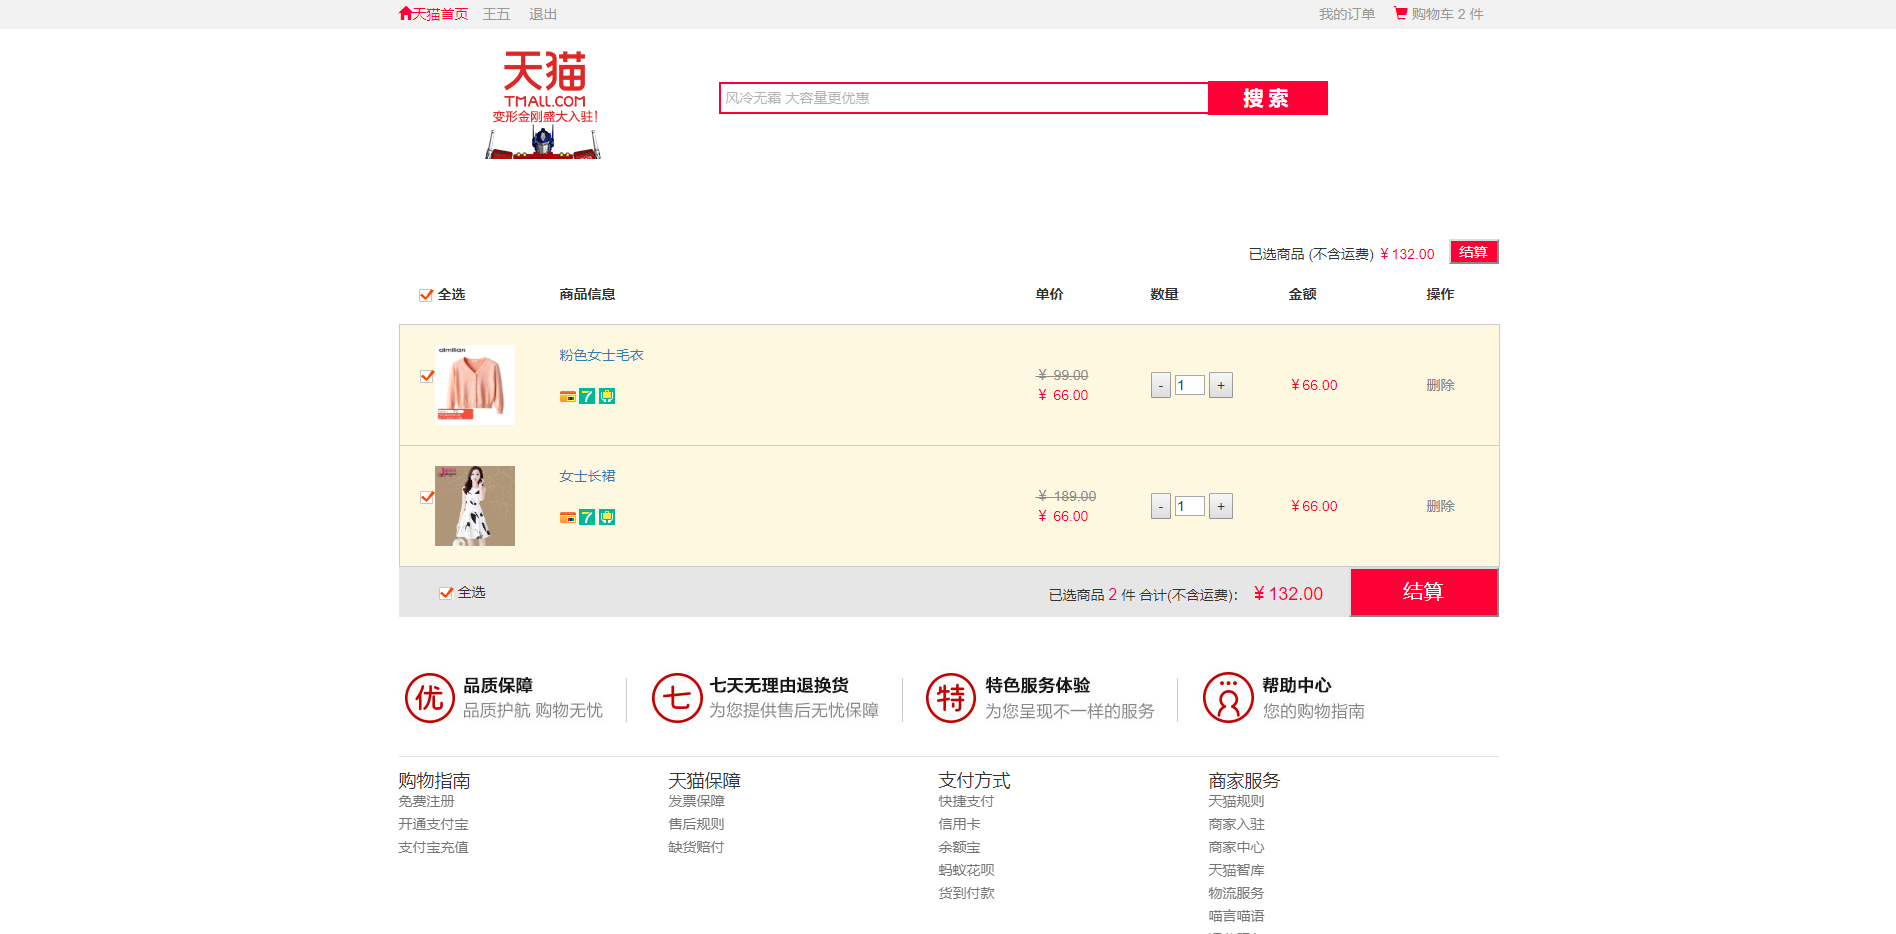 天猫首页 王五 退出 我的订单 购物车 2 件
天猫
TMALL.COM
变形金刚盛大入驻!
风冷无霜 大容量更优惠 搜 索
已选商品 (不含运费) ￥132.00 结算
全选 商品信息 单价 数量 金额 操作
aimilian
粉色女士毛衣
￥ 99.00
￥ 66.00
- 1 +
￥66.00
删除
7
女士长裙
￥ 189.00
￥ 66.00
- 1 +
￥66.00
删除
7
全选 已选商品 2 件 合计(不含运费)： ￥132.00 结算
优 品质保障 七 七天无理由退换货 特 特色服务体验 帮助中心
品质护航 购物无忧 为您提供售后无忧保障 为您呈现不一样的服务 您的购物指南
购物指南 天猫保障 支付方式 商家服务
免费注册 发票保障 快捷支付 天猫规则
开通支付宝 售后规则 信用卡 商家入驻
支付宝充值 缺货赔付 余额宝 商家中心
蚂蚁花呗 天猫智库
货到付款 物流服务
喵言喵语